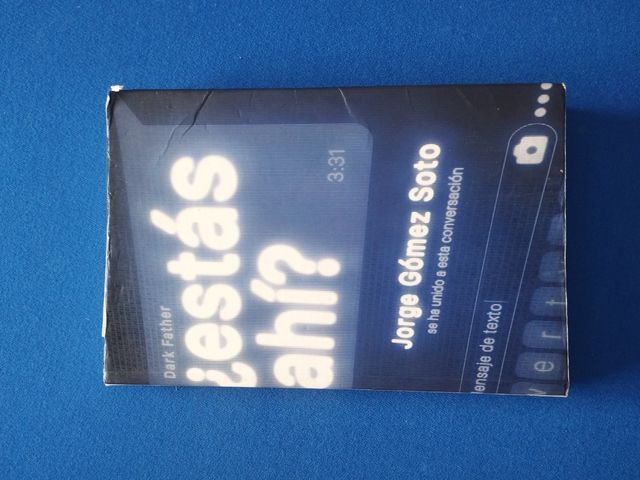 Dark Father
¿estás
ahí?
3:31
Jorge Gómez Soto
se ha unido a esta conversación
ensaje de texto
v e r t